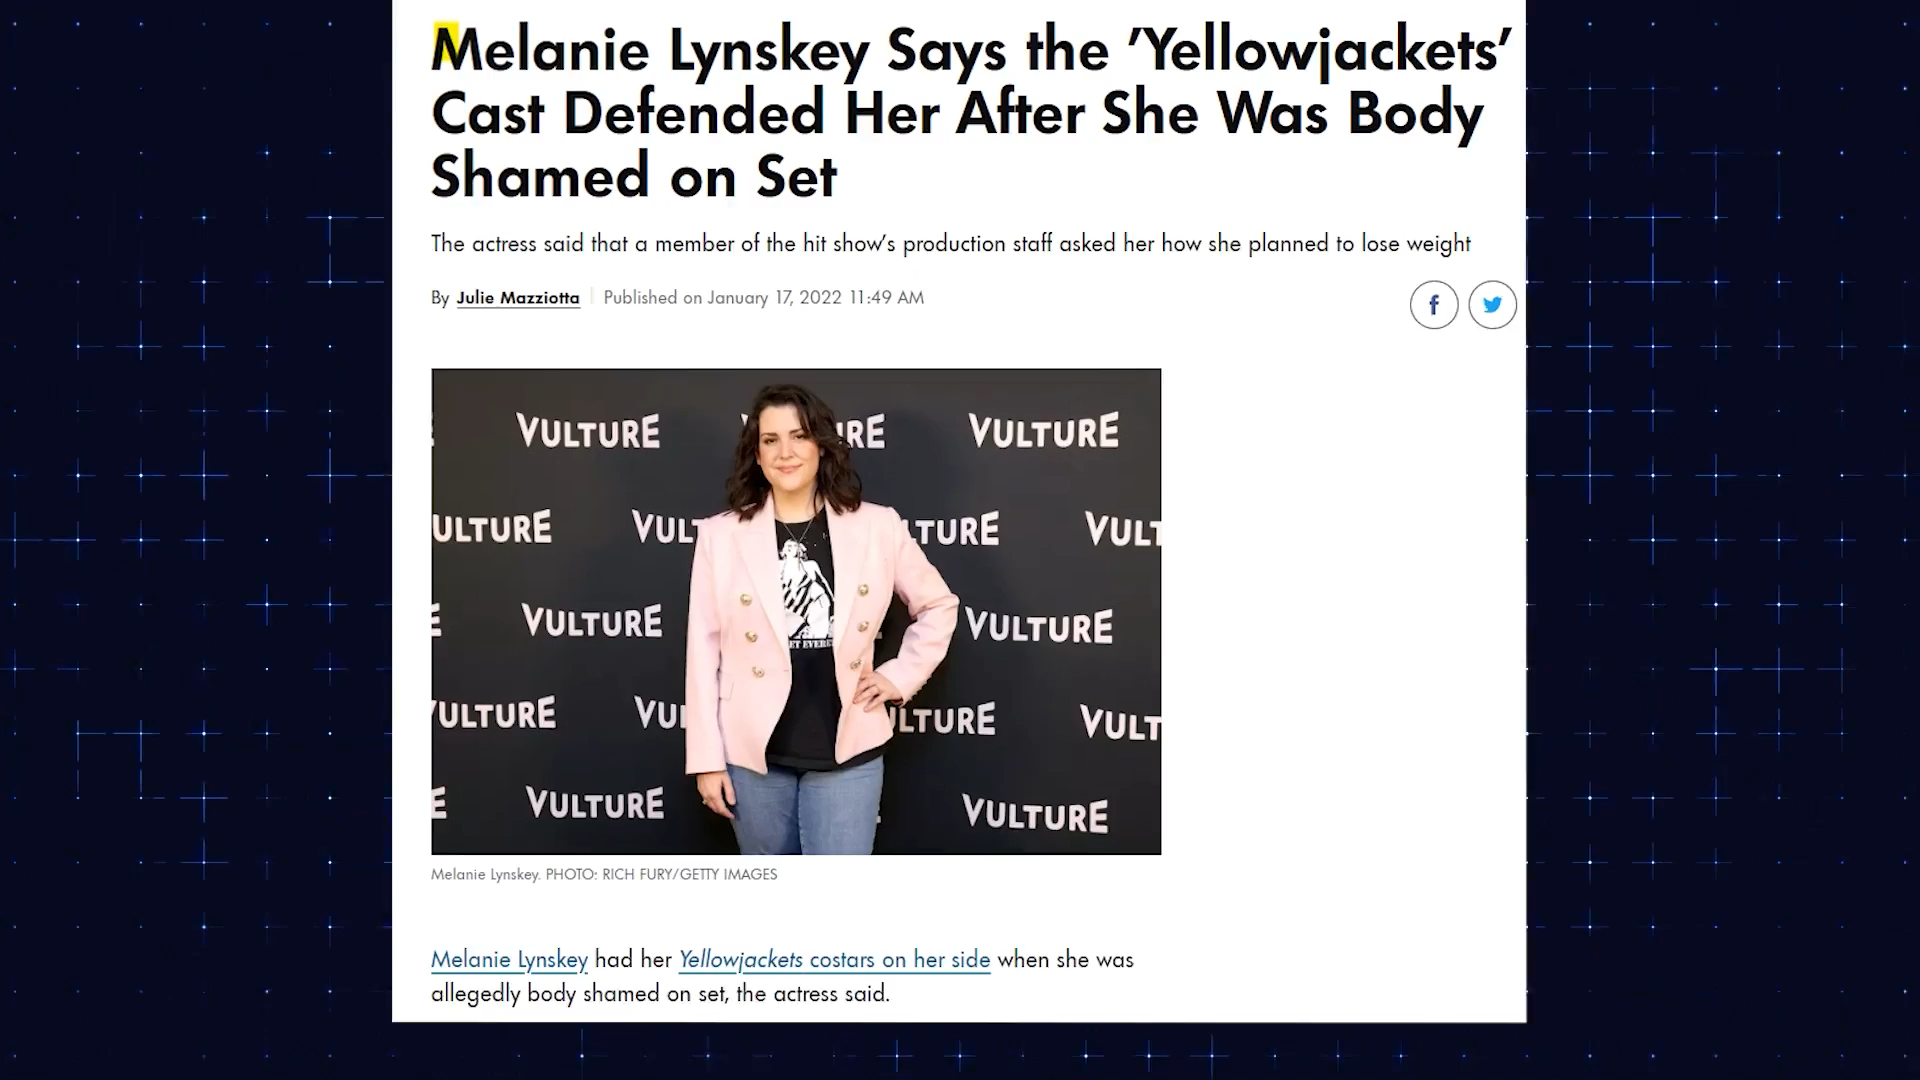 Melanie Lynskey Says the 'Yellowjackets'
Cast Defended Her After She Was Body
Shamed on Set
The actress said that a member of the hit show's production staff asked her how she planned to lose weight
By Julie Mazziotta Published on January 17, 2022 11:49 AM
VULTURE URE VULTURE
ULTURE VULT LTURE VULT
VULTURE VULTURE
VULTURE VUL ULTURE VULT
VULTURE VULTURE
Melanie Lynskey. PHOTO: RICH FURY/GETTY IMAGES
Melanie Lynskey had her Yellowjackets costars on her side when she was
allegedly body shamed on set, the actress said.